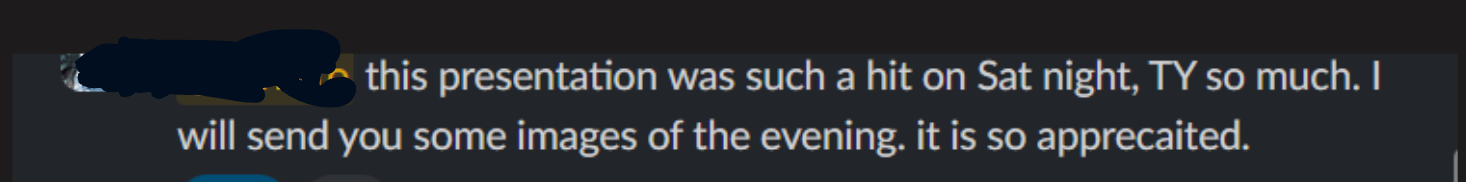 this presentation was such a hit on Sat night, TY so much. I
will send you some images of the evening. it is so apprecaited.